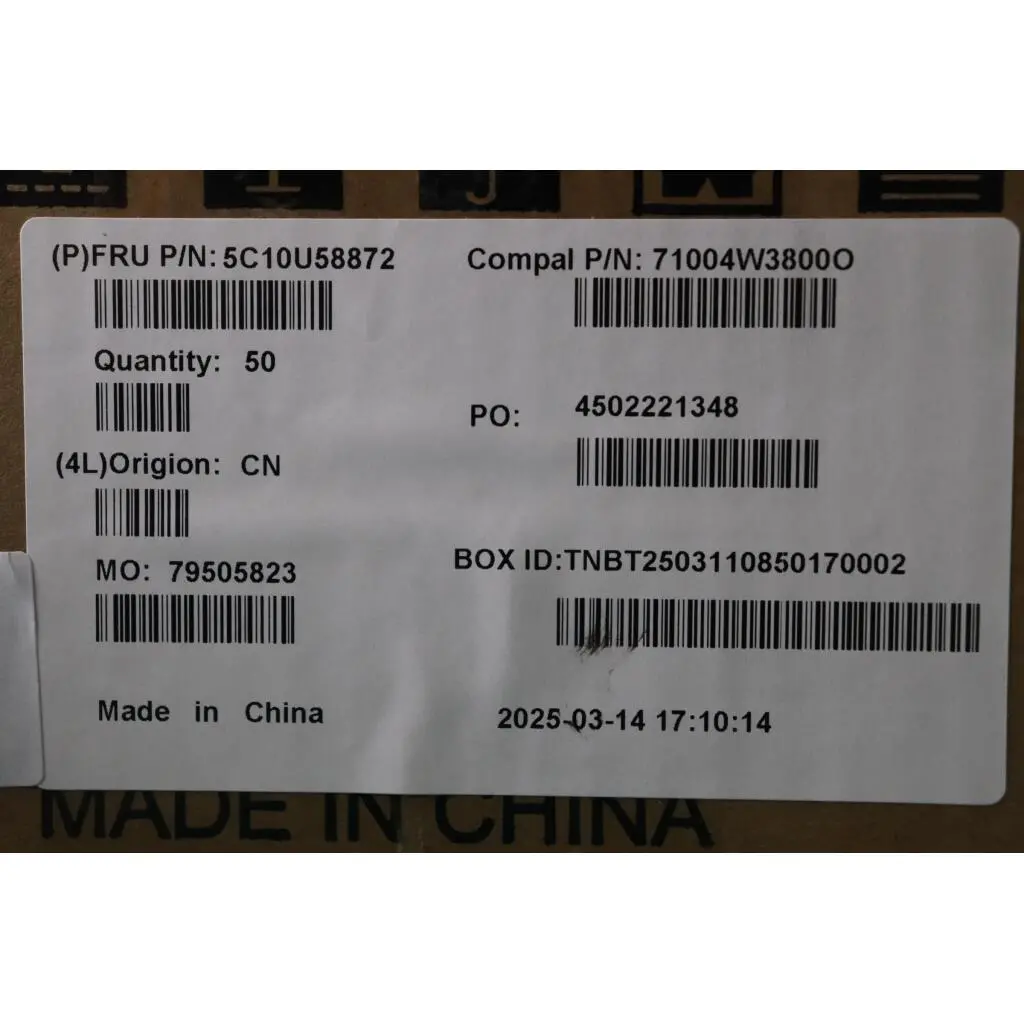 (P)FRU P/N: 5C10U58872
Compal P/N: 71004W3800O
Quantity: 50
PO: 4502221348
(4L)Origion: CN
MO: 79505823
BOX ID:TNBT2503110850170002
Made in China
2025-03-14 17:10:14
MADE IN CHINA